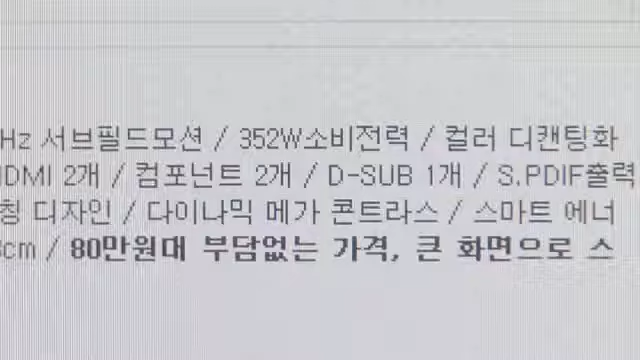 Hz 서브필드모션 / 352W소비전력 / 컬러 디캔팅화
HDMI 2개 / 컴포넌트 2개 / D-SUB 1개 / S.PDIF출력
칭 디자인 / 다이나믹 메가 콘트라스 / 스마트 에너
cm / 80만원대 부담없는 가격, 큰 화면으로 스